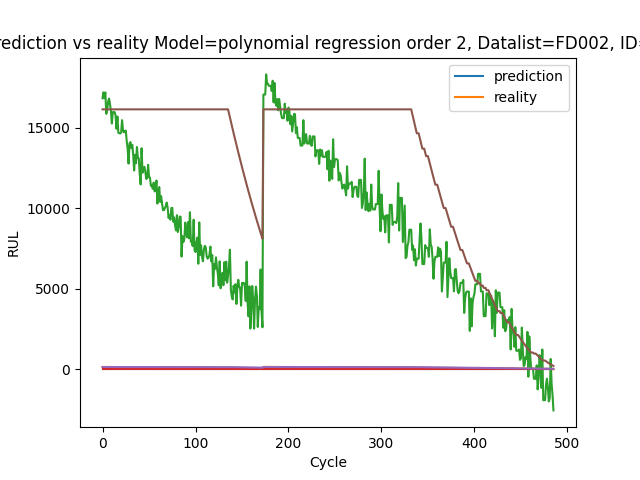 rediction vs reality Model=polynomial regression order 2, Datalist=FD002, ID=
prediction
reality
RUL
15000
10000
5000
0
0 100 200 300 400 500
Cycle